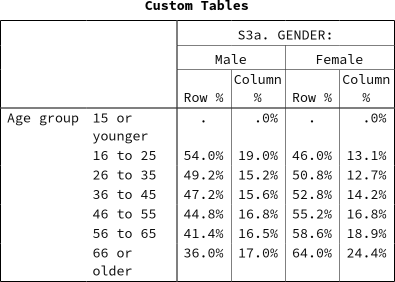 Custom Tables
S3a. GENDER:
Male Female
Row % Column % Row % Column %
Age group 15 or younger . .0% . .0%
16 to 25 54.0% 19.0% 46.0% 13.1%
26 to 35 49.2% 15.2% 50.8% 12.7%
36 to 45 47.2% 15.6% 52.8% 14.2%
46 to 55 44.8% 16.8% 55.2% 16.8%
56 to 65 41.4% 16.5% 58.6% 18.9%
66 or older 36.0% 17.0% 64.0% 24.4%